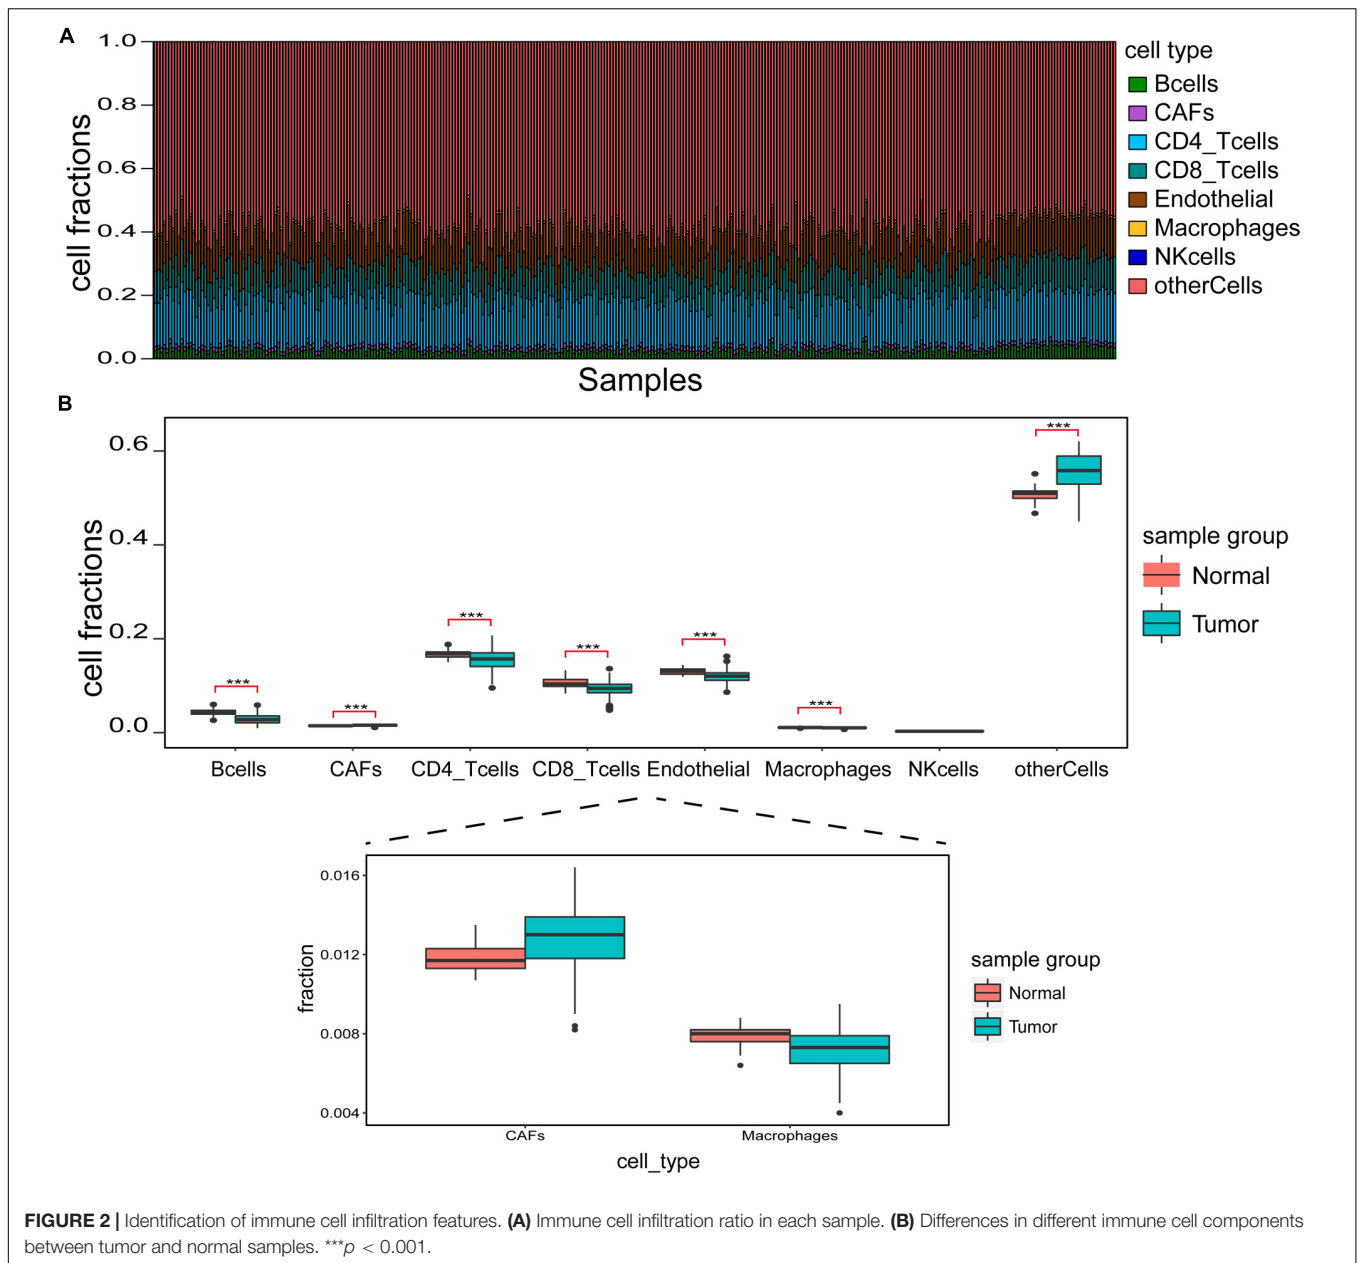 A
1.0
0.8
0.6
0.4
0.2
0.0
cell fractions
Samples
cell type
Bcells
CAFs
CD4_Tcells
CD8_Tcells
Endothelial
Macrophages
NKcells
otherCells
B
0.6
0.4
0.2
0.0
cell fractions
***
***
***
***
***
***
***
Bcells CAFs CD4_Tcells CD8_Tcells Endothelial Macrophages NKcells otherCells
sample group
Normal
Tumor
0.016
0.012
0.008
0.004
fraction
CAFs Macrophages
cell_type
sample group
Normal
Tumor
FIGURE 2 | Identification of immune cell infiltration features. (A) Immune cell infiltration ratio in each sample. (B) Differences in different immune cell components
between tumor and normal samples. ***p < 0.001.